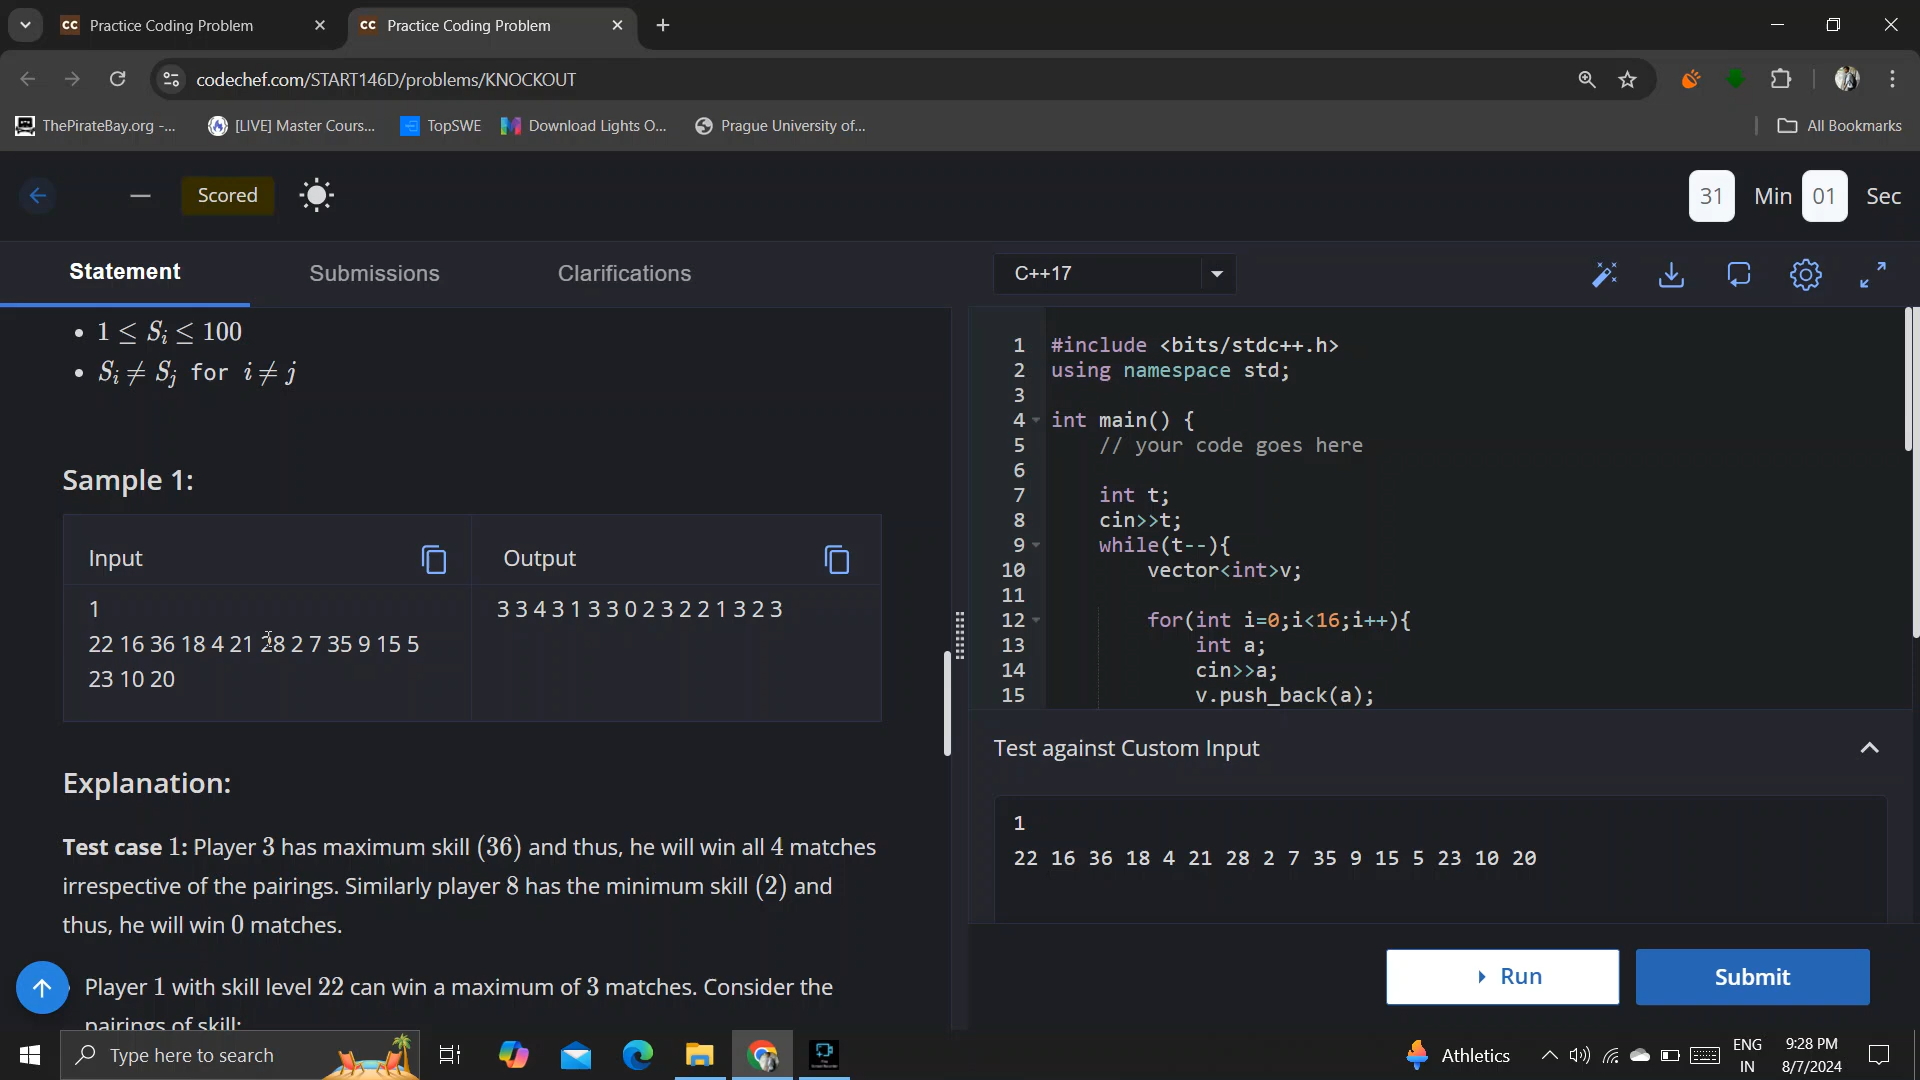 CC Practice Coding Problem
CC Practice Coding Problem
codechef.com/START146D/problems/KNOCKOUT
ThePirateBay.org -...
[LIVE] Master Cours...
TopSWE
Download Lights O...
Prague University of...
All Bookmarks
Scored
31 Min 01 Sec
Statement
Submissions
Clarifications
1 ≤ Sᵢ ≤ 100
Sᵢ ≠ Sⱼ for i ≠ j
Sample 1:
Input
Output
1
22 16 36 18 4 21 28 2 7 35 9 15 5
23 10 20
3 3 4 3 1 3 3 0 2 3 2 2 1 3 2 3
Explanation:
Test case 1: Player 3 has maximum skill (36) and thus, he will win all 4 matches
irrespective of the pairings. Similarly player 8 has the minimum skill (2) and
thus, he will win 0 matches.
Player 1 with skill level 22 can win a maximum of 3 matches. Consider the
pairings of skill:
C++17
1 #include <bits/stdc++.h>
2 using namespace std;
3
4 int main() {
5 // your code goes here
6
7 int t;
8 cin>>t;
9 while(t--){
10 vector<int>v;
11
12 for(int i=0;i<16;i++){
13 int a;
14 cin>>a;
15 v.push_back(a);
Test against Custom Input
1
22 16 36 18 4 21 28 2 7 35 9 15 5 23 10 20
Run
Submit
Type here to search
Athletics
ENG
IN
9:28 PM
8/7/2024